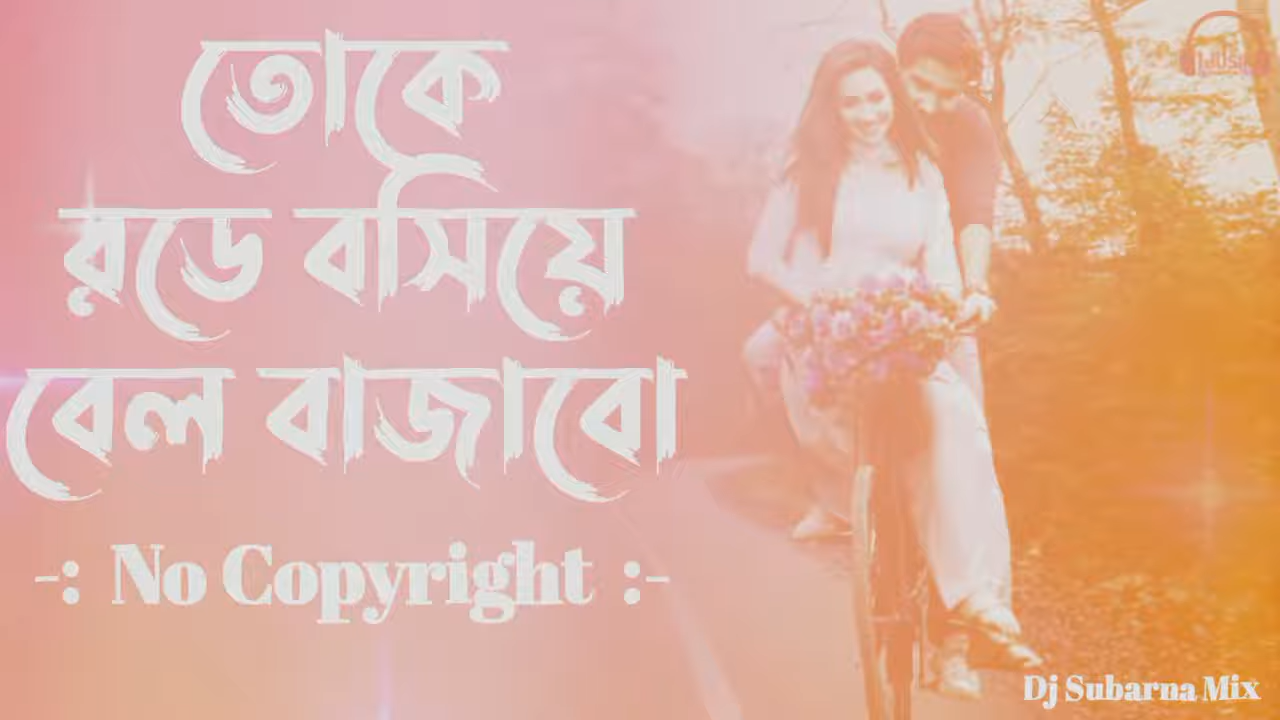 তোকে
রডে বসিয়ে
বেল বাজাবো
-: No Copyright :-
Dj Subarna Mix